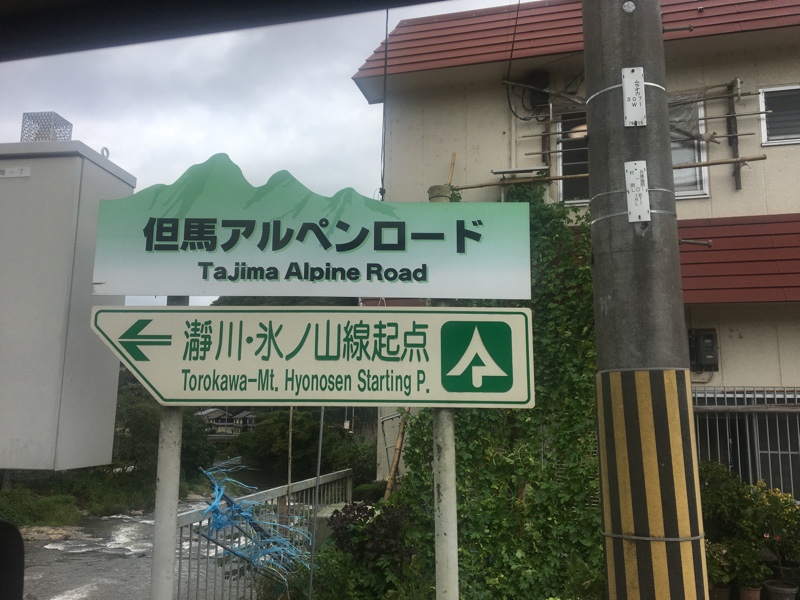 但馬アルペンロード
Tajima Alpine Road
瀞川・氷ノ山線起点
Torokawa–Mt. Hyonosen Starting P.